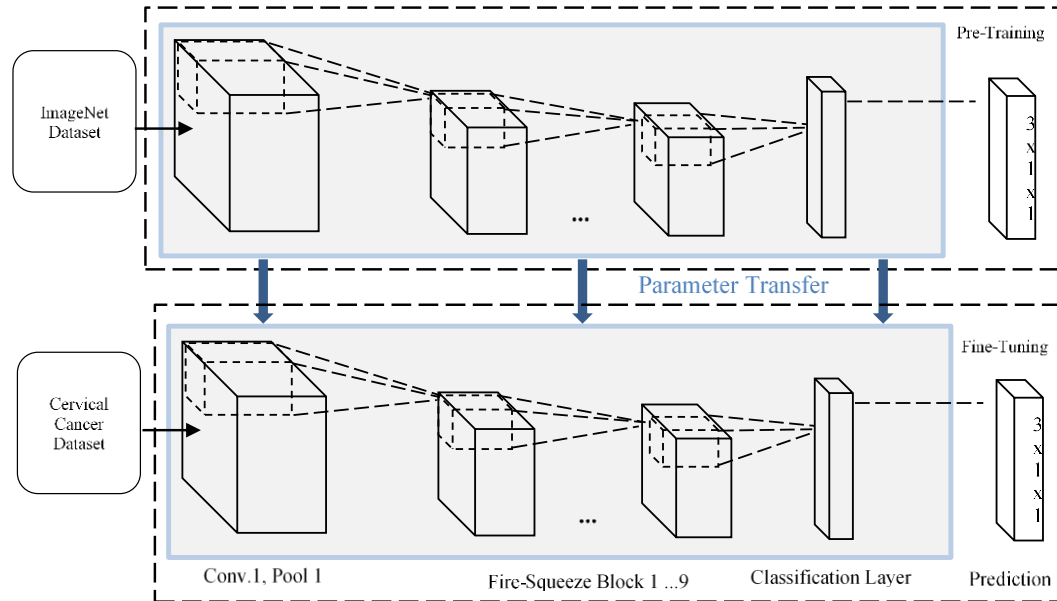 Pre-Training
ImageNet
Dataset
3
x
1
x
1
...
Parameter Transfer
Fine-Tuning
Cervical
Cancer
Dataset
3
x
1
x
1
...
Conv.1, Pool 1
Fire-Squeeze Block 1 ...9
Classification Layer
Prediction